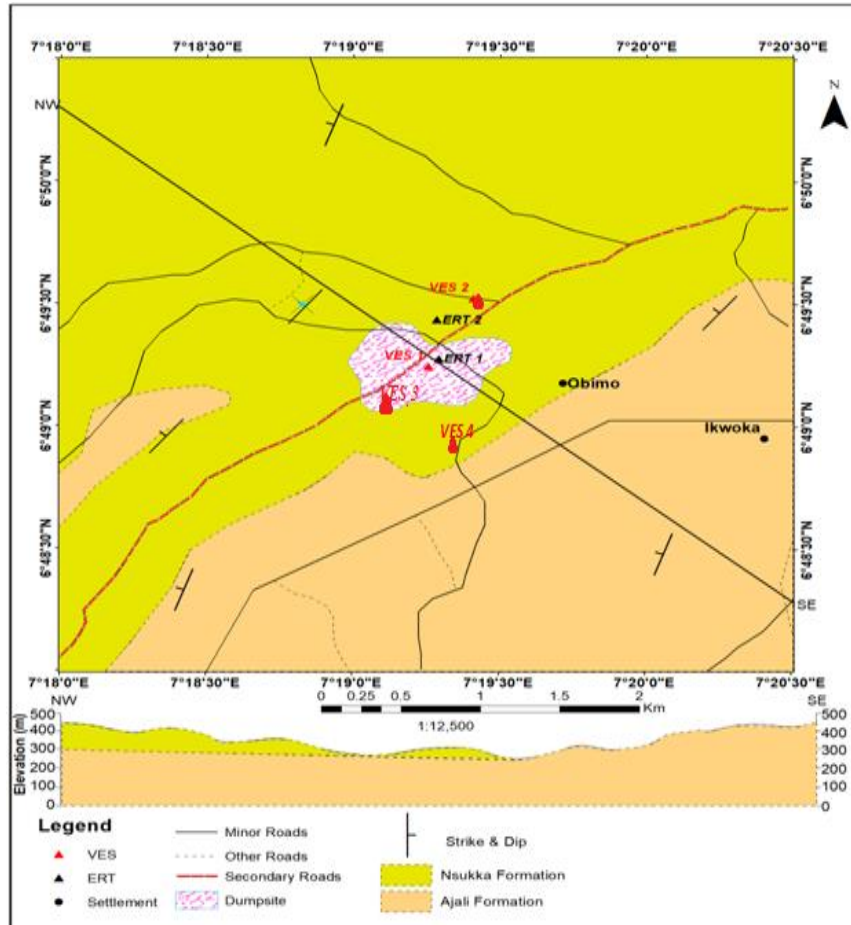 7°18'0"E 7°18'30"E 7°19'0"E 7°19'30"E 7°20'0"E 7°20'30"E
NW
N
6°50'0"N 6°50'0"N
VES 2
6°49'30"N 6°49'30"N
ERT 2
VES 1 ERT 1
Obimo
VES 3
6°49'0"N 6°49'0"N
VES 4
Ikwoka
6°48'30"N 6°48'30"N
SE
7°18'0"E 7°18'30"E 7°19'0"E 7°19'30"E 7°20'0"E 7°20'30"E
NW SE
0 0.25 0.5 1 1.5 2
Km
1:12,500
Elevation (m)
500 500
400 400
300 300
200 200
100 100
0 0
Legend
VES
ERT
Settlement
Minor Roads
Other Roads
Secondary Roads
Dumpsite
Strike & Dip
Nsukka Formation
Ajali Formation